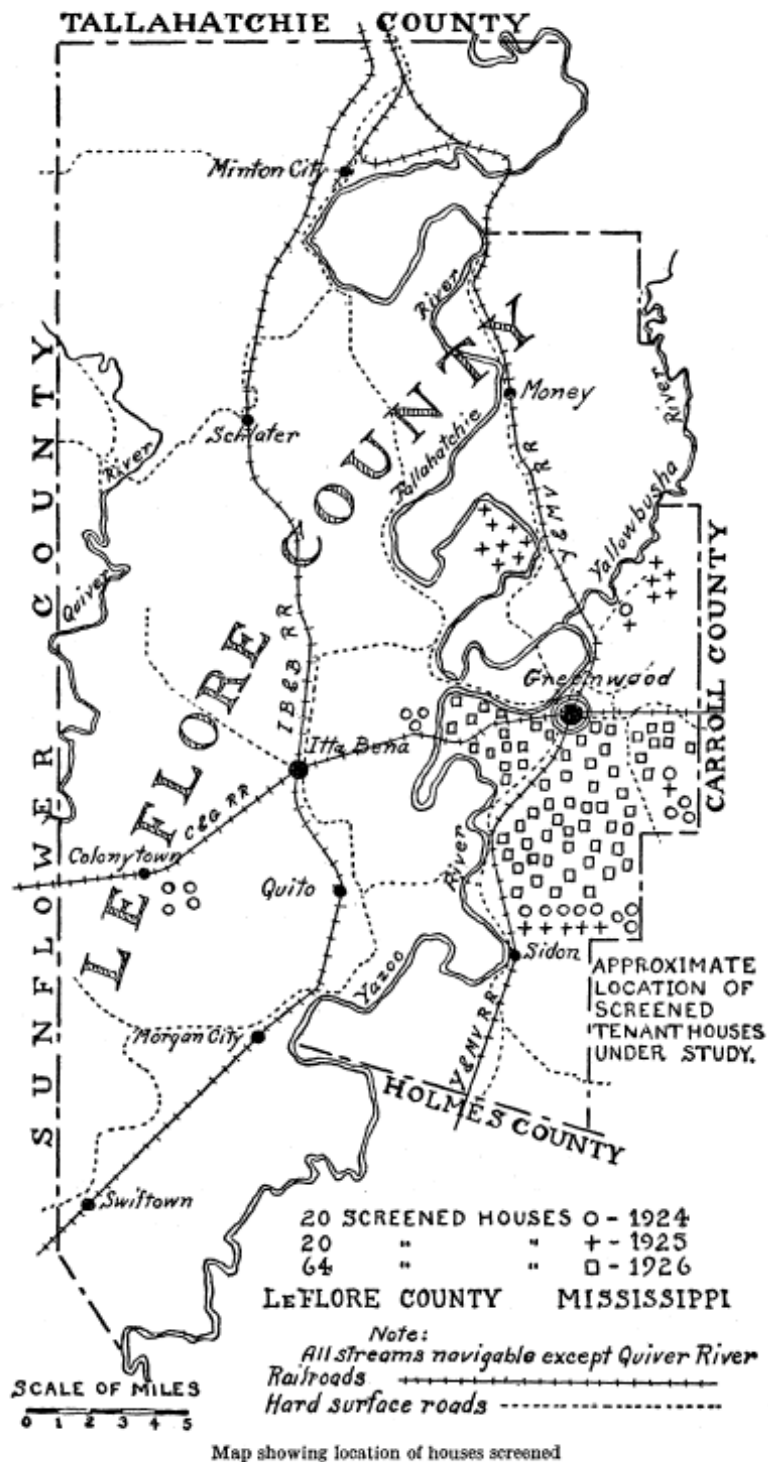 TALLAHATCHIE COUNTY
Minton City
River
Money
Schlater
Tallahatchie
River
River
Yallowbusha
Quiver
Y & M V RR
LE FLORE COUNTY
SUNFLOWER COUNTY
CARROLL COUNTY
I B & B RR
Greenwood
Itta Bena
C & G RR
Colonytown
Quito
River
Yazoo
Sidon
APPROXIMATE
LOCATION OF
SCREENED
TENANT HOUSES
UNDER STUDY.
Morgan City
Y & MV RR
HOLMES COUNTY
Swiftown
20 SCREENED HOUSES O - 1924
20 " " + - 1925
64 " " □ - 1926
LEFLORE COUNTY MISSISSIPPI
Note:
All streams navigable except Quiver River
Railroads
Hard surface roads
SCALE OF MILES
0 1 2 3 4 5
Map showing location of houses screened